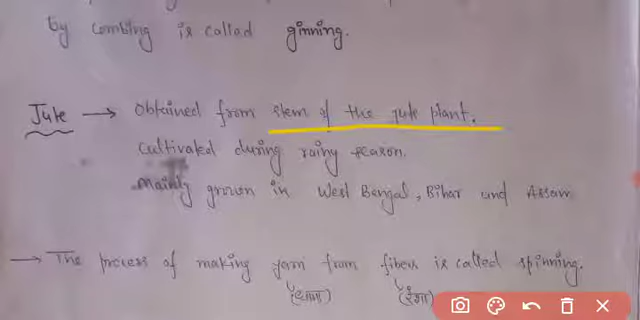 by combing is called ginning.
Jute → Obtained from stem of the jute plant.
Cultivated during rainy season.
Mainly grown in West Bengal, Bihar and Assam
→ The process of making yarn from fibers is called spinning.
(धागा) (रेशा)